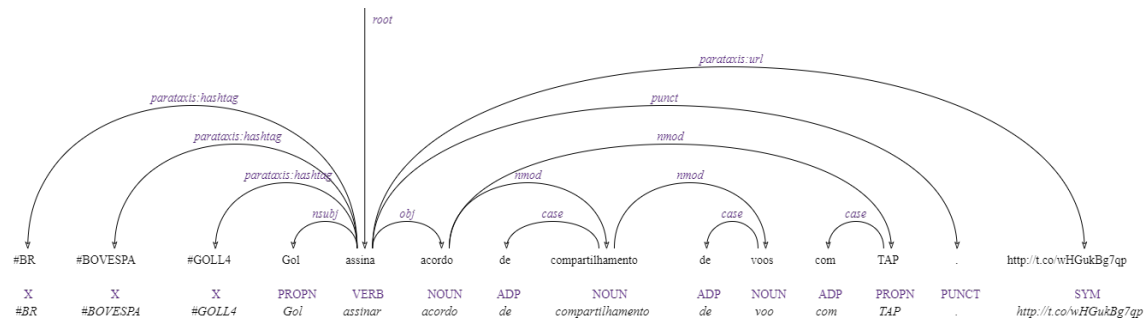 root
parataxis:url
parataxis:hashtag punct
parataxis:hashtag nmod
parataxis:hashtag nmod nmod
nsubj obj case case case
#BR #BOVESPA #GOLL4 Gol assina acordo de compartilhamento de voos com TAP . http://t.co/wHGukBg7qp
X X X PROPN VERB NOUN ADP NOUN ADP NOUN ADP PROPN PUNCT SYM
#BR #BOVESPA #GOLL4 Gol assinar acordo de compartilhamento de voo com TAP . http://t.co/wHGukBg7qp